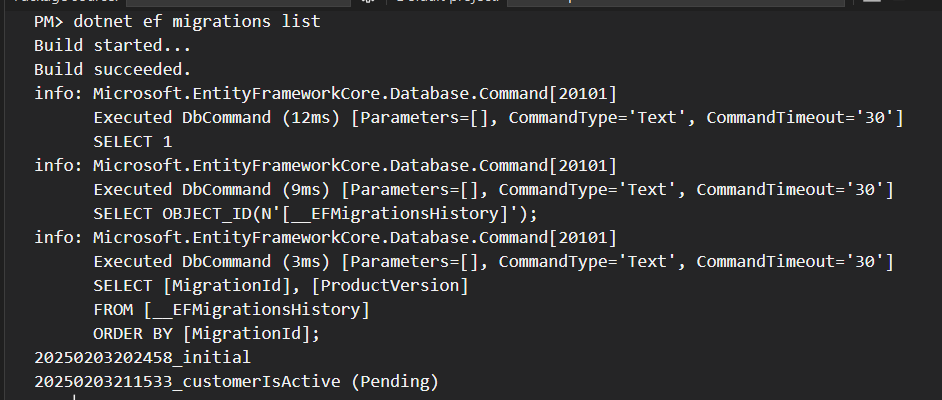 PM> dotnet ef migrations list
Build started...
Build succeeded.
info: Microsoft.EntityFrameworkCore.Database.Command[20101]
      Executed DbCommand (12ms) [Parameters=[], CommandType='Text', CommandTimeout='30']
      SELECT 1
info: Microsoft.EntityFrameworkCore.Database.Command[20101]
      Executed DbCommand (9ms) [Parameters=[], CommandType='Text', CommandTimeout='30']
      SELECT OBJECT_ID(N'[__EFMigrationsHistory]');
info: Microsoft.EntityFrameworkCore.Database.Command[20101]
      Executed DbCommand (3ms) [Parameters=[], CommandType='Text', CommandTimeout='30']
      SELECT [MigrationId], [ProductVersion]
      FROM [__EFMigrationsHistory]
      ORDER BY [MigrationId];
20250203202458_initial
20250203211533_customerIsActive (Pending)